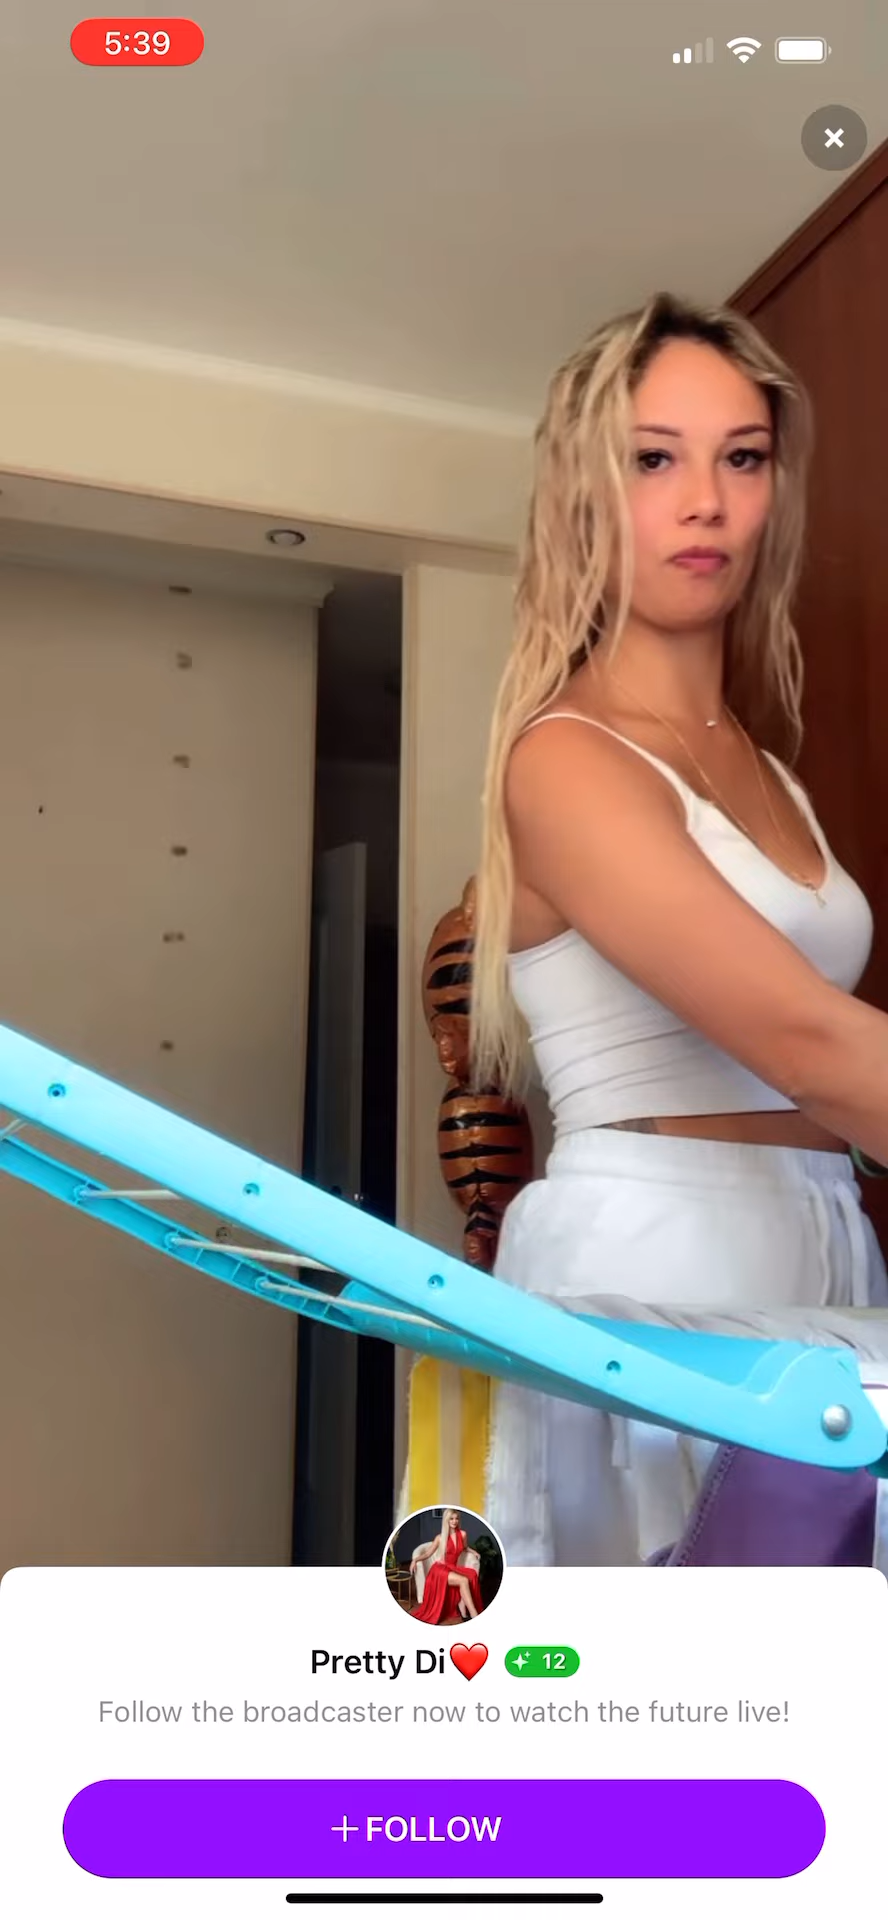 5:39
Pretty Di❤️ 12
Follow the broadcaster now to watch the future live!
+FOLLOW